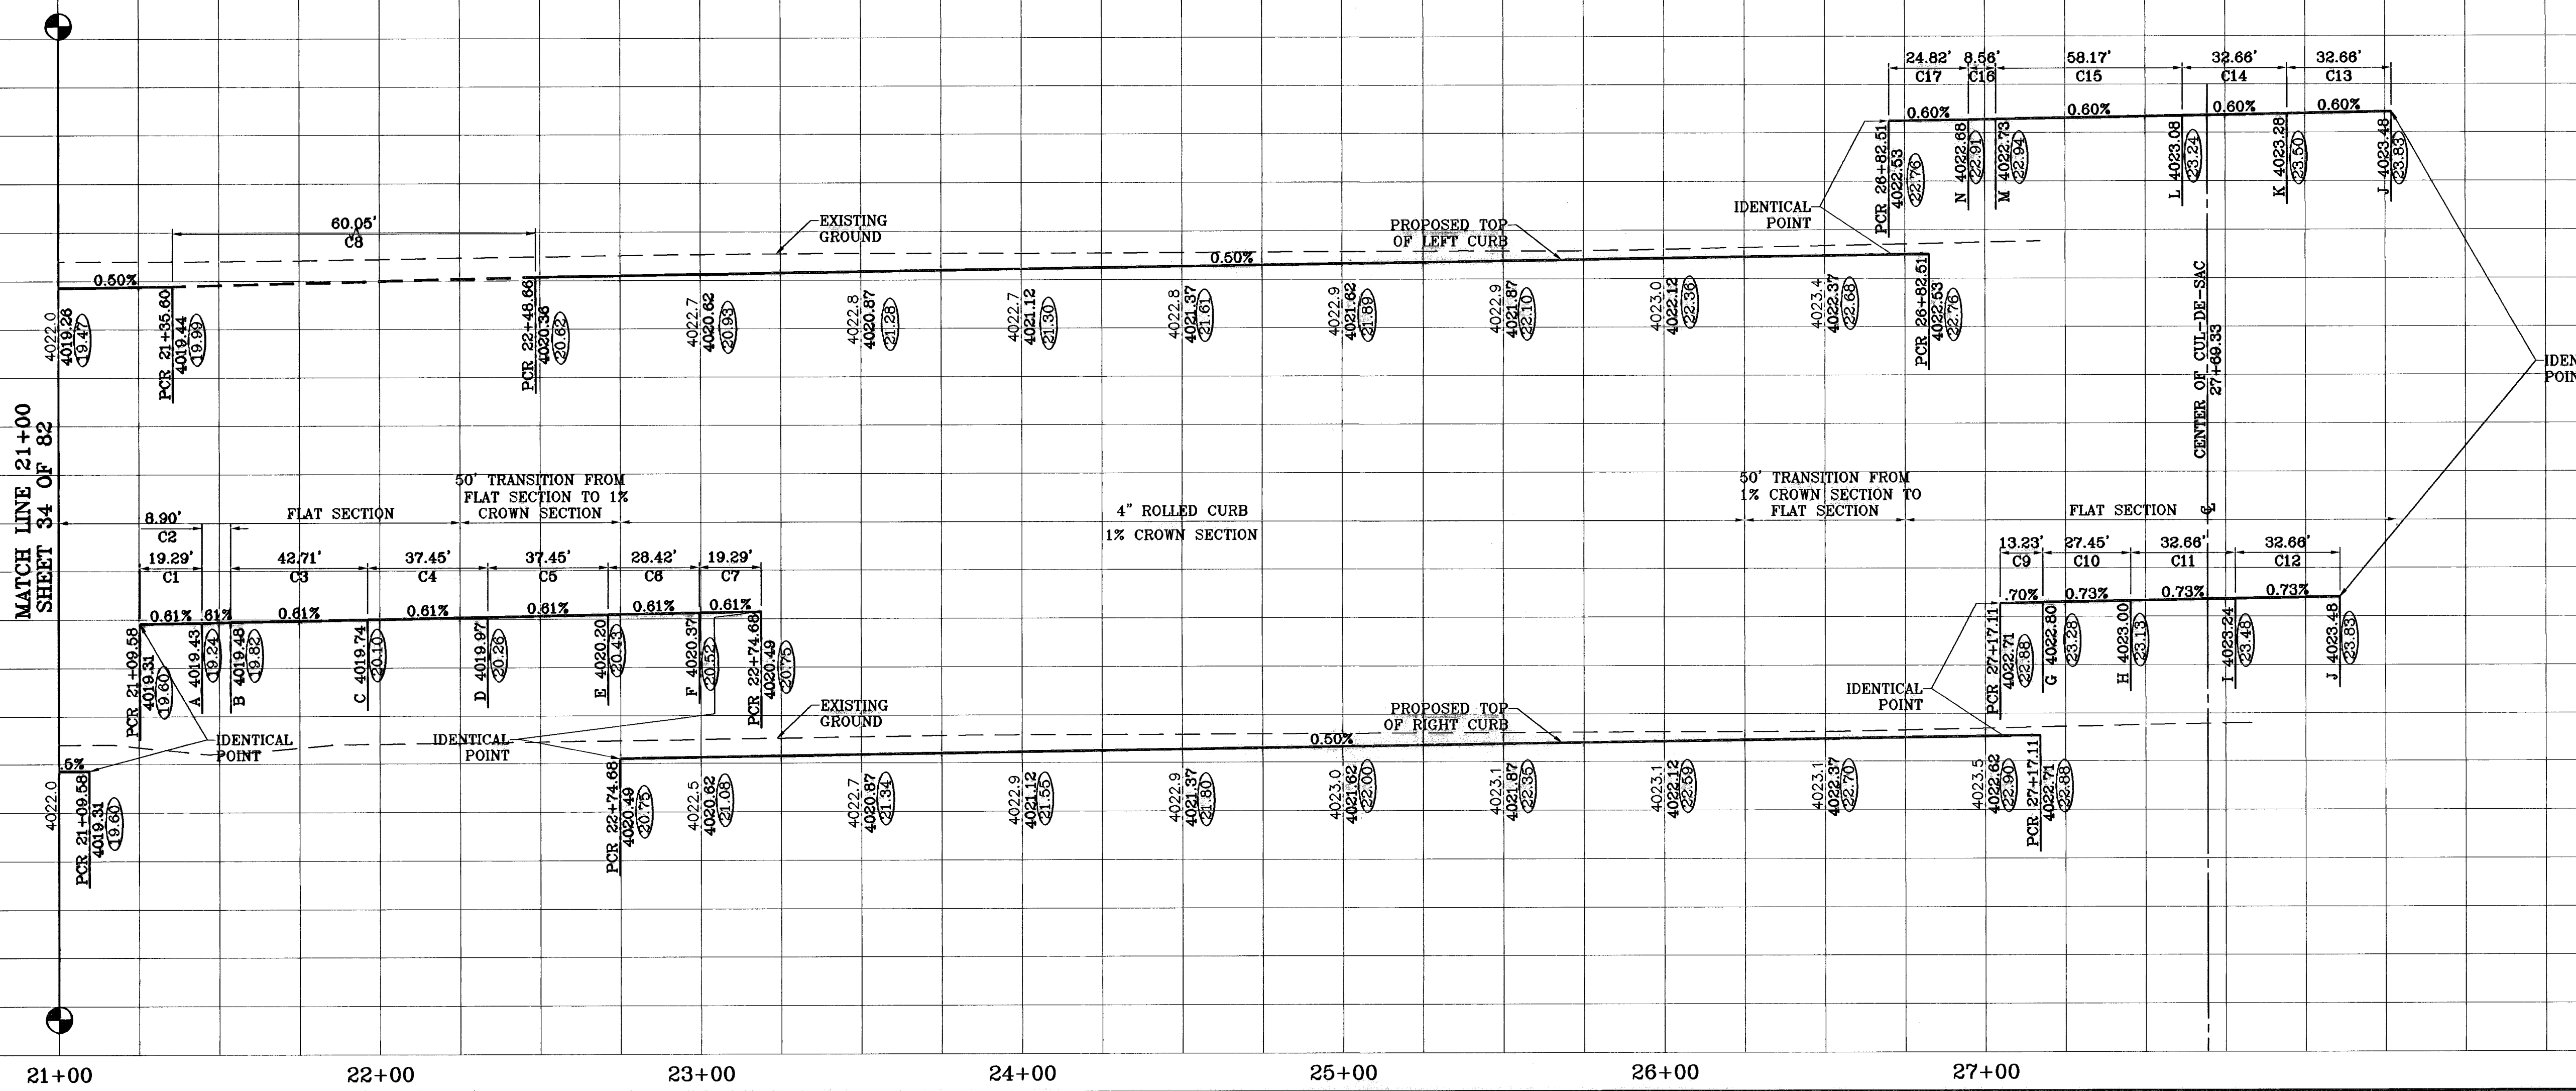 24.82' 8.56' 58.17' 32.66' 32.66'
C17 C16 C15 C14 C13
0.60% 0.60% 0.60% 0.60%
PCR 26+82.51
4022.53
22.76
N 4022.68
22.91
M 4022.73
22.94
L 4023.08
23.24
K 4023.28
23.50
J 4023.48
23.83
IDENTICAL
POINT
60.05'
C8
EXISTING
GROUND
PROPOSED TOP
OF LEFT CURB
0.50%
0.50%
4022.0
4019.26
19.47
PCR 21+35.60
4019.44
19.99
PCR 22+48.66
4020.36
20.62
4022.7
4020.62
20.93
4022.8
4020.87
21.28
4022.7
4021.12
21.30
4022.8
4021.37
21.61
4022.9
4021.62
21.89
4022.9
4021.87
22.10
4023.0
4022.12
22.36
4023.4
4022.37
22.68
PCR 26+82.51
4022.53
22.76
CENTER OF CUL-DE-SAC
27+69.33
IDEN
POIN
MATCH LINE 21+00
SHEET 34 OF 82
50' TRANSITION FROM
FLAT SECTION TO 1%
CROWN SECTION
FLAT SECTION
4" ROLLED CURB
1% CROWN SECTION
50' TRANSITION FROM
1% CROWN SECTION TO
FLAT SECTION
FLAT SECTION
8.90'
C2
19.29' 42.71' 37.45' 37.45' 28.42' 19.29'
C1 C3 C4 C5 C6 C7
0.61% .61% 0.61% 0.61% 0.61% 0.61% 0.61%
PCR 21+09.58
4019.31
19.60
A 4019.43
19.24
B 4019.48
19.82
C 4019.74
20.10
D 4019.97
20.26
E 4020.20
20.43
F 4020.37
20.52
PCR 22+74.68
4020.49
20.75
13.23' 27.45' 32.66' 32.66'
C9 C10 C11 C12
.70% 0.73% 0.73% 0.73%
PCR 27+17.11
4022.71
22.88
G 4022.80
23.28
H 4023.00
23.13
I 4023.24
23.48
J 4023.48
23.83
IDENTICAL
POINT
IDENTICAL
POINT
EXISTING
GROUND
PROPOSED TOP
OF RIGHT CURB
IDENTICAL
POINT
.5%
0.50%
4022.0
PCR 21+09.58
4019.31
19.60
PCR 22+74.68
4020.49
20.75
4022.5
4020.62
21.08
4022.7
4020.87
21.34
4022.9
4021.12
21.55
4022.9
4021.37
21.80
4023.0
4021.62
22.00
4023.1
4021.87
22.35
4023.1
4022.12
22.59
4023.1
4022.37
22.70
4023.5
4022.62
22.90
PCR 27+17.11
4022.71
22.88
21+00 22+00 23+00 24+00 25+00 26+00 27+00